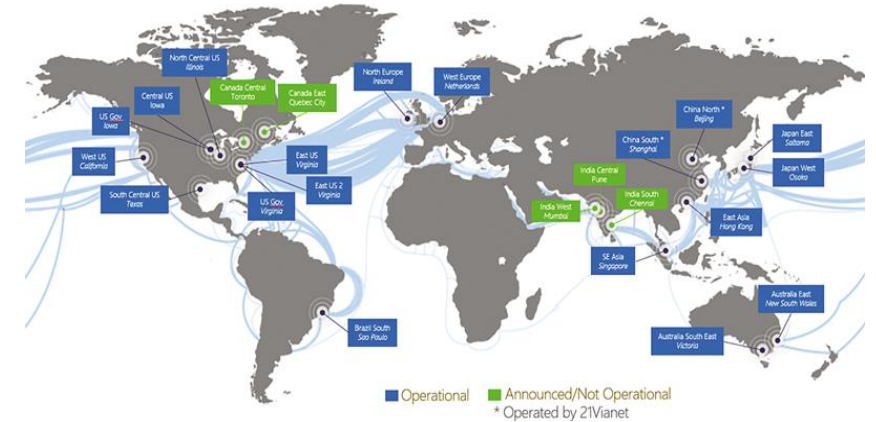 North Central US
Illinois
Canada Central
Toronto
Canada East
Quebec City
Central US
Iowa
US Gov
Iowa
West US
California
South Central US
Texas
East US
Virginia
East US 2
Virginia
US Gov
Virginia
North Europe
Ireland
West Europe
Netherlands
China North *
Beijing
China South *
Shanghai
Japan East
Saitama
Japan West
Osaka
India Central
Pune
India West
Mumbai
India South
Chennai
East Asia
Hong Kong
SE Asia
Singapore
Brazil South
Sao Paulo
Australia East
New South Wales
Australia South East
Victoria
Operational
Announced/Not Operational
* Operated by 21Vianet